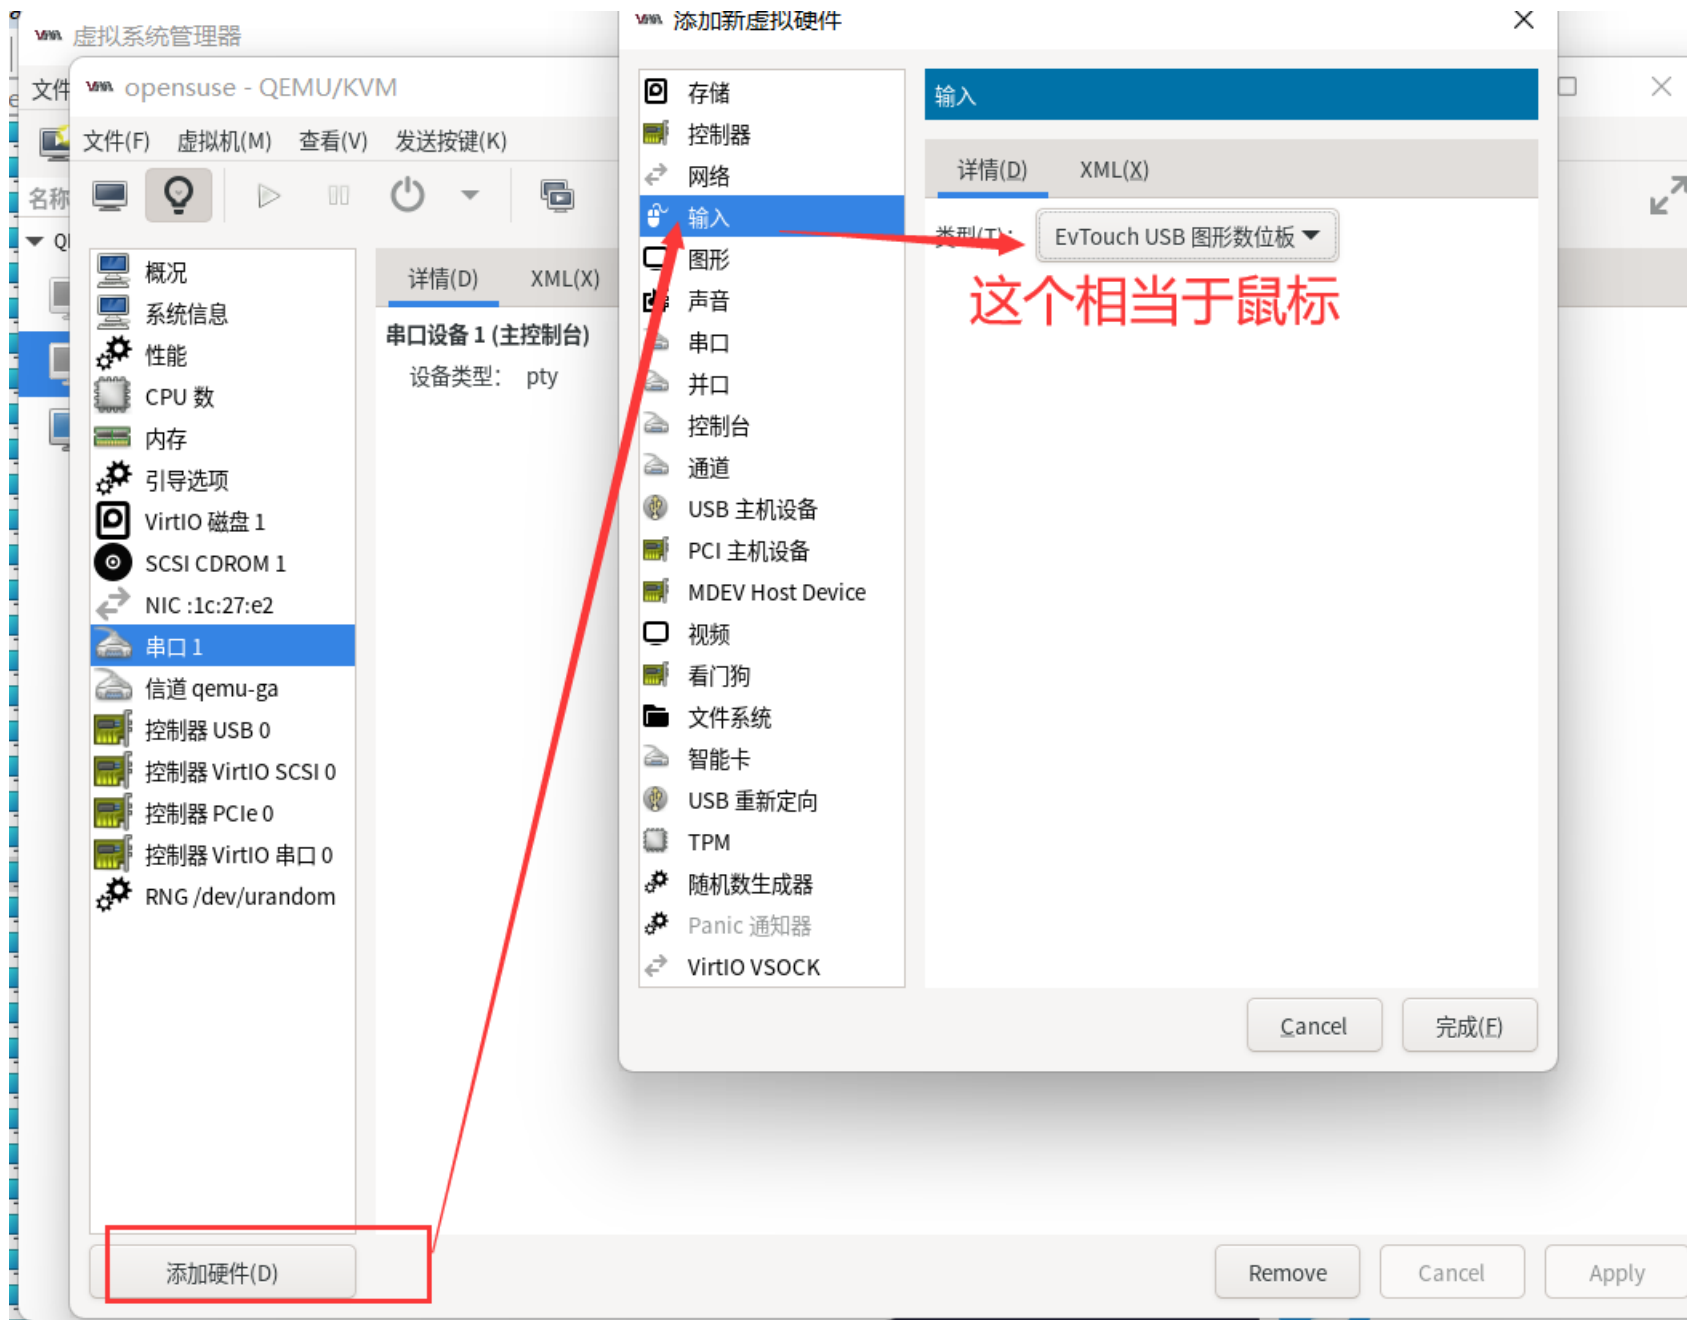 虚拟系统管理器
文件
opensuse - QEMU/KVM
文件(F) 虚拟机(M) 查看(V) 发送按键(K)
名称
概况
系统信息
性能
CPU 数
内存
引导选项
VirtIO 磁盘 1
SCSI CDROM 1
NIC :1c:27:e2
串口 1
信道 qemu-ga
控制器 USB 0
控制器 VirtIO SCSI 0
控制器 PCIe 0
控制器 VirtIO 串口 0
RNG /dev/urandom
添加硬件(D)
详情(D) XML(X)
串口设备 1 (主控制台)
设备类型： pty
Remove Cancel Apply
添加新虚拟硬件
存储
控制器
网络
输入
图形
声音
串口
并口
控制台
通道
USB 主机设备
PCI 主机设备
MDEV Host Device
视频
看门狗
文件系统
智能卡
USB 重新定向
TPM
随机数生成器
Panic 通知器
VirtIO VSOCK
输入
详情(D) XML(X)
类型(T)： EvTouch USB 图形数位板
这个相当于鼠标
Cancel 完成(F)